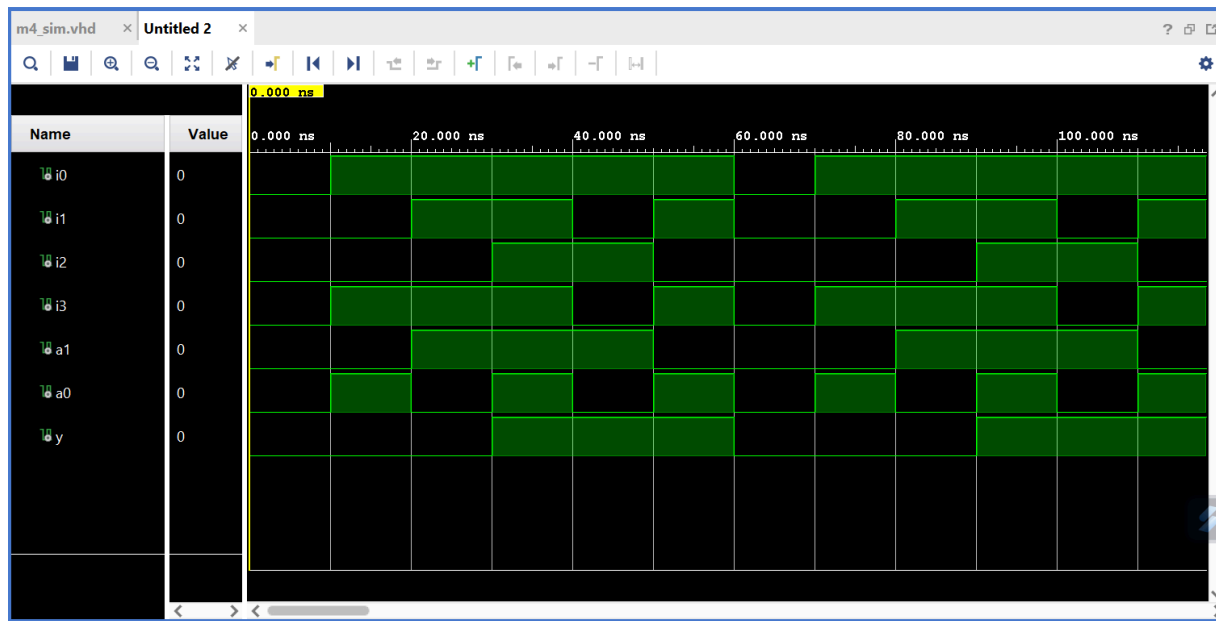 m4_sim.vhd × Untitled 2 ×
0.000 ns
Name Value 0.000 ns 20.000 ns 40.000 ns 60.000 ns 80.000 ns 100.000 ns
i0 0
i1 0
i2 0
i3 0
a1 0
a0 0
y 0